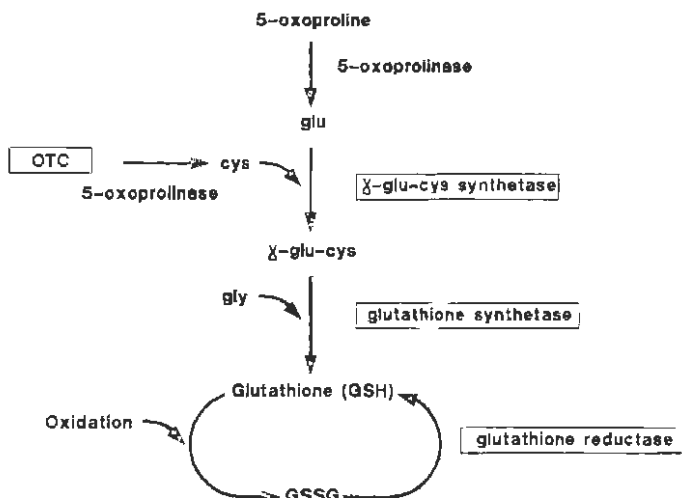 5-oxoproline
5-oxoprolinase
glu
OTC
cys
5-oxoprolinase
ɣ-glu-cys synthetase
ɣ-glu-cys
gly
glutathione synthetase
Glutathione (GSH)
Oxidation
glutathione reductase
GSSG